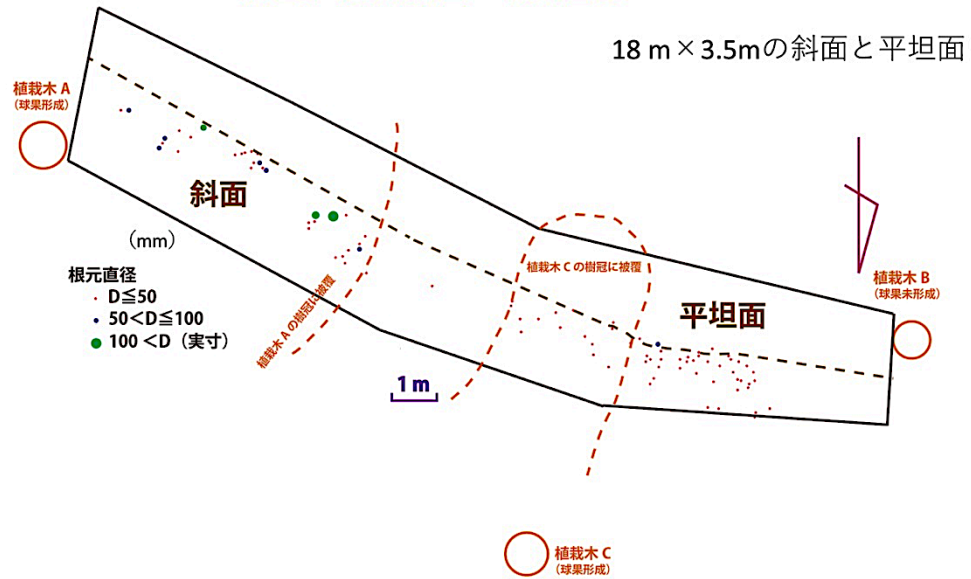 18 m×3.5mの斜面と平坦面
植栽木 A
（球果形成）
斜面
（mm）
根元直径
D≦50
50<D≦100
100 <D（実寸）
植栽木 A の樹冠に被覆
1 m
植栽木 C の樹冠に被覆
平坦面
植栽木 B
（球果未形成）
植栽木 C
（球果形成）